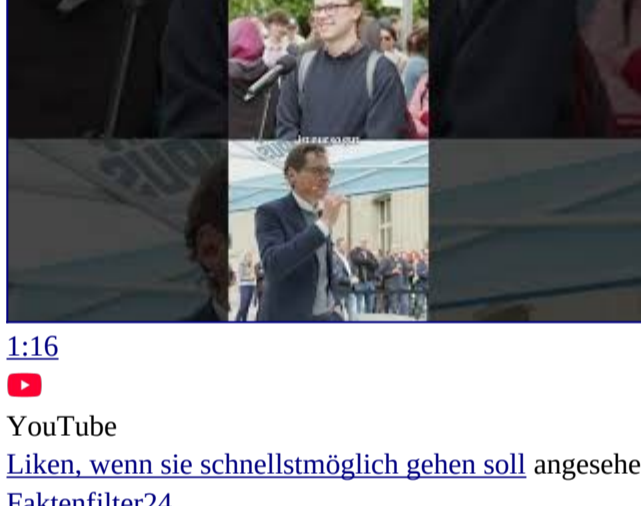 1:16
YouTube
Liken, wenn sie schnellstmöglich gehen soll angesehe
Faktenfilter24